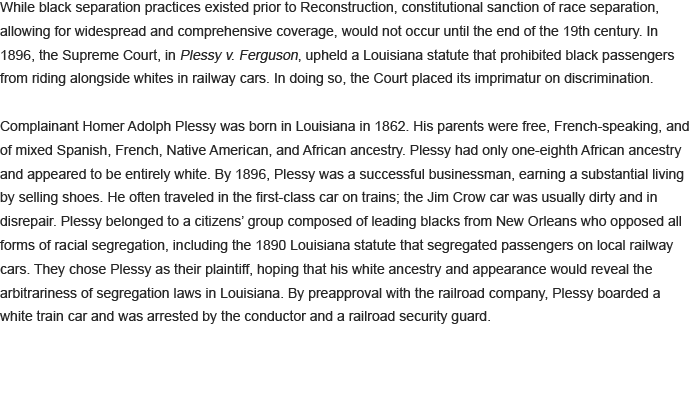 While black separation practices existed prior to Reconstruction, constitutional sanction of race separation,
allowing for widespread and comprehensive coverage, would not occur until the end of the 19th century. In
1896, the Supreme Court, in Plessy v. Ferguson, upheld a Louisiana statute that prohibited black passengers
from riding alongside whites in railway cars. In doing so, the Court placed its imprimatur on discrimination.
Complainant Homer Adolph Plessy was born in Louisiana in 1862. His parents were free, French-speaking, and
of mixed Spanish, French, Native American, and African ancestry. Plessy had only one-eighth African ancestry
and appeared to be entirely white. By 1896, Plessy was a successful businessman, earning a substantial living
by selling shoes. He often traveled in the first-class car on trains; the Jim Crow car was usually dirty and in
disrepair. Plessy belonged to a citizens’ group composed of leading blacks from New Orleans who opposed all
forms of racial segregation, including the 1890 Louisiana statute that segregated passengers on local railway
cars. They chose Plessy as their plaintiff, hoping that his white ancestry and appearance would reveal the
arbitrariness of segregation laws in Louisiana. By preapproval with the railroad company, Plessy boarded a
white train car and was arrested by the conductor and a railroad security guard.